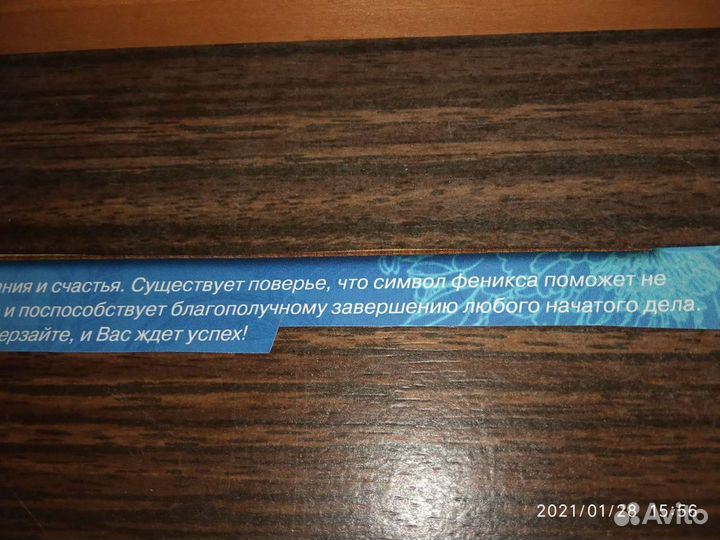 ния и счастья. Существует поверье, что символ феникса поможет не
и поспособствует благополучному завершению любого начатого дела.
ерзайте, и Вас ждет успех!
2021/01/28 15:56
Avito